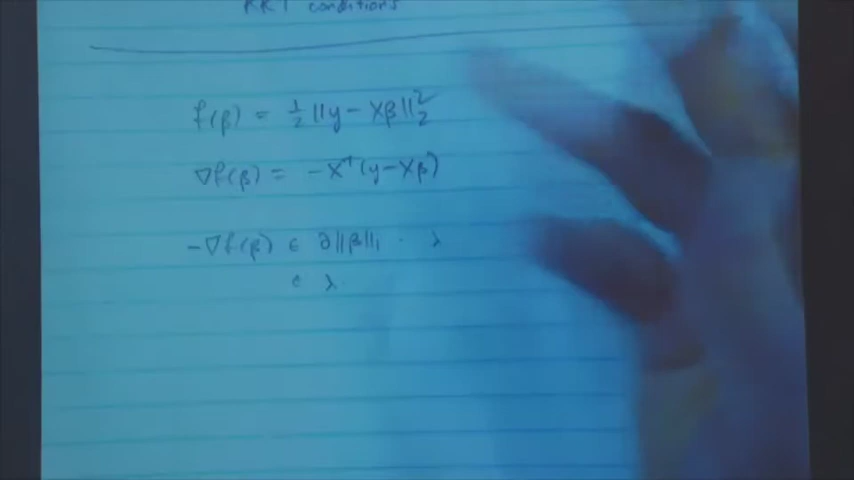 KKT conditions
f(β) = ½ ||y - Xβ||₂²
∇f(β) = -Xᵀ(y-Xβ)
-∇f(β) ∈ ∂||β||₁ · λ
∈ λ